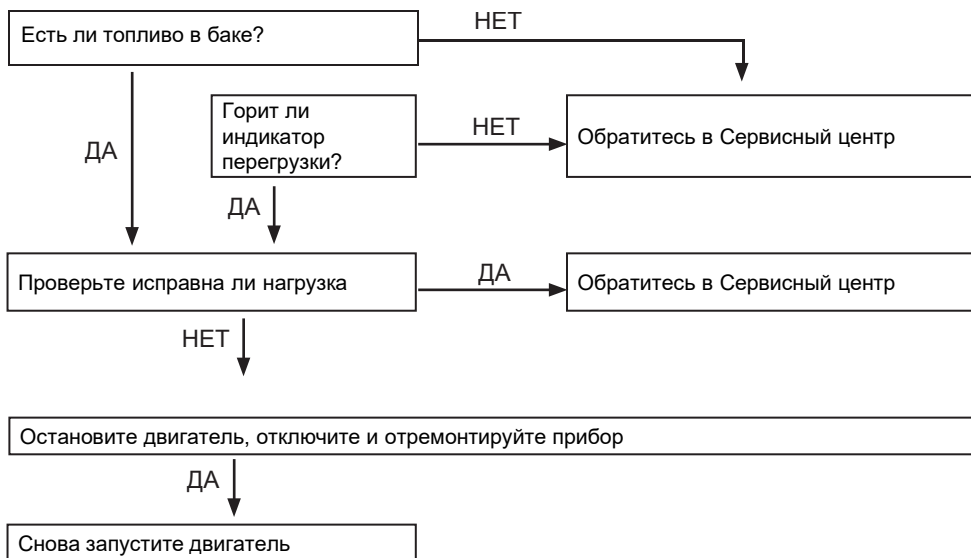 Есть ли топливо в баке?
НЕТ
Горит ли
индикатор
перегрузки?
НЕТ
Обратитесь в Сервисный центр
ДА
ДА
Проверьте исправна ли нагрузка
ДА
Обратитесь в Сервисный центр
НЕТ
Остановите двигатель, отключите и отремонтируйте прибор
ДА
Снова запустите двигатель